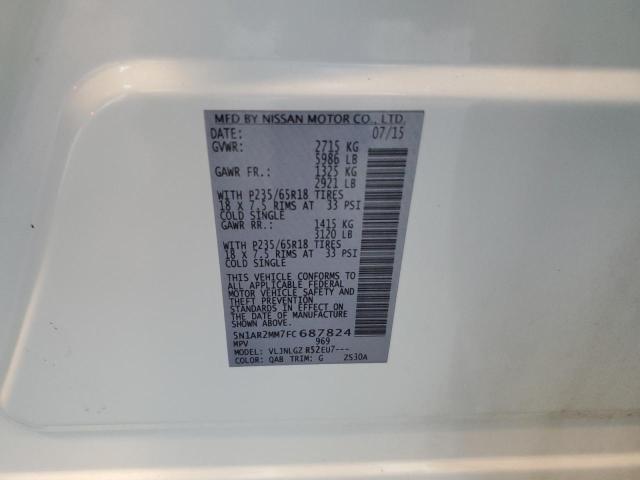 MFD BY NISSAN MOTOR CO., LTD.
DATE: 07/15
GVWR: 2715 KG
5986 LB
GAWR FR.: 1325 KG
2921 LB
WITH P235/65R18 TIRES
18 X 7.5 RIMS AT 33 PSI
COLD SINGLE
GAWR RR.: 1415 KG
3120 LB
WITH P235/65R18 TIRES
18 X 7.5 RIMS AT 33 PSI
COLD SINGLE
THIS VEHICLE CONFORMS TO
ALL APPLICABLE FEDERAL
MOTOR VEHICLE SAFETY AND
THEFT PREVENTION
STANDARDS IN EFFECT ON
THE DATE OF MANUFACTURE
SHOWN ABOVE.
5N1AR2MM7FC687824
MPV 969
MODEL: VLJNLGZ R52EU7---
COLOR: QAB TRIM: G ZS30A